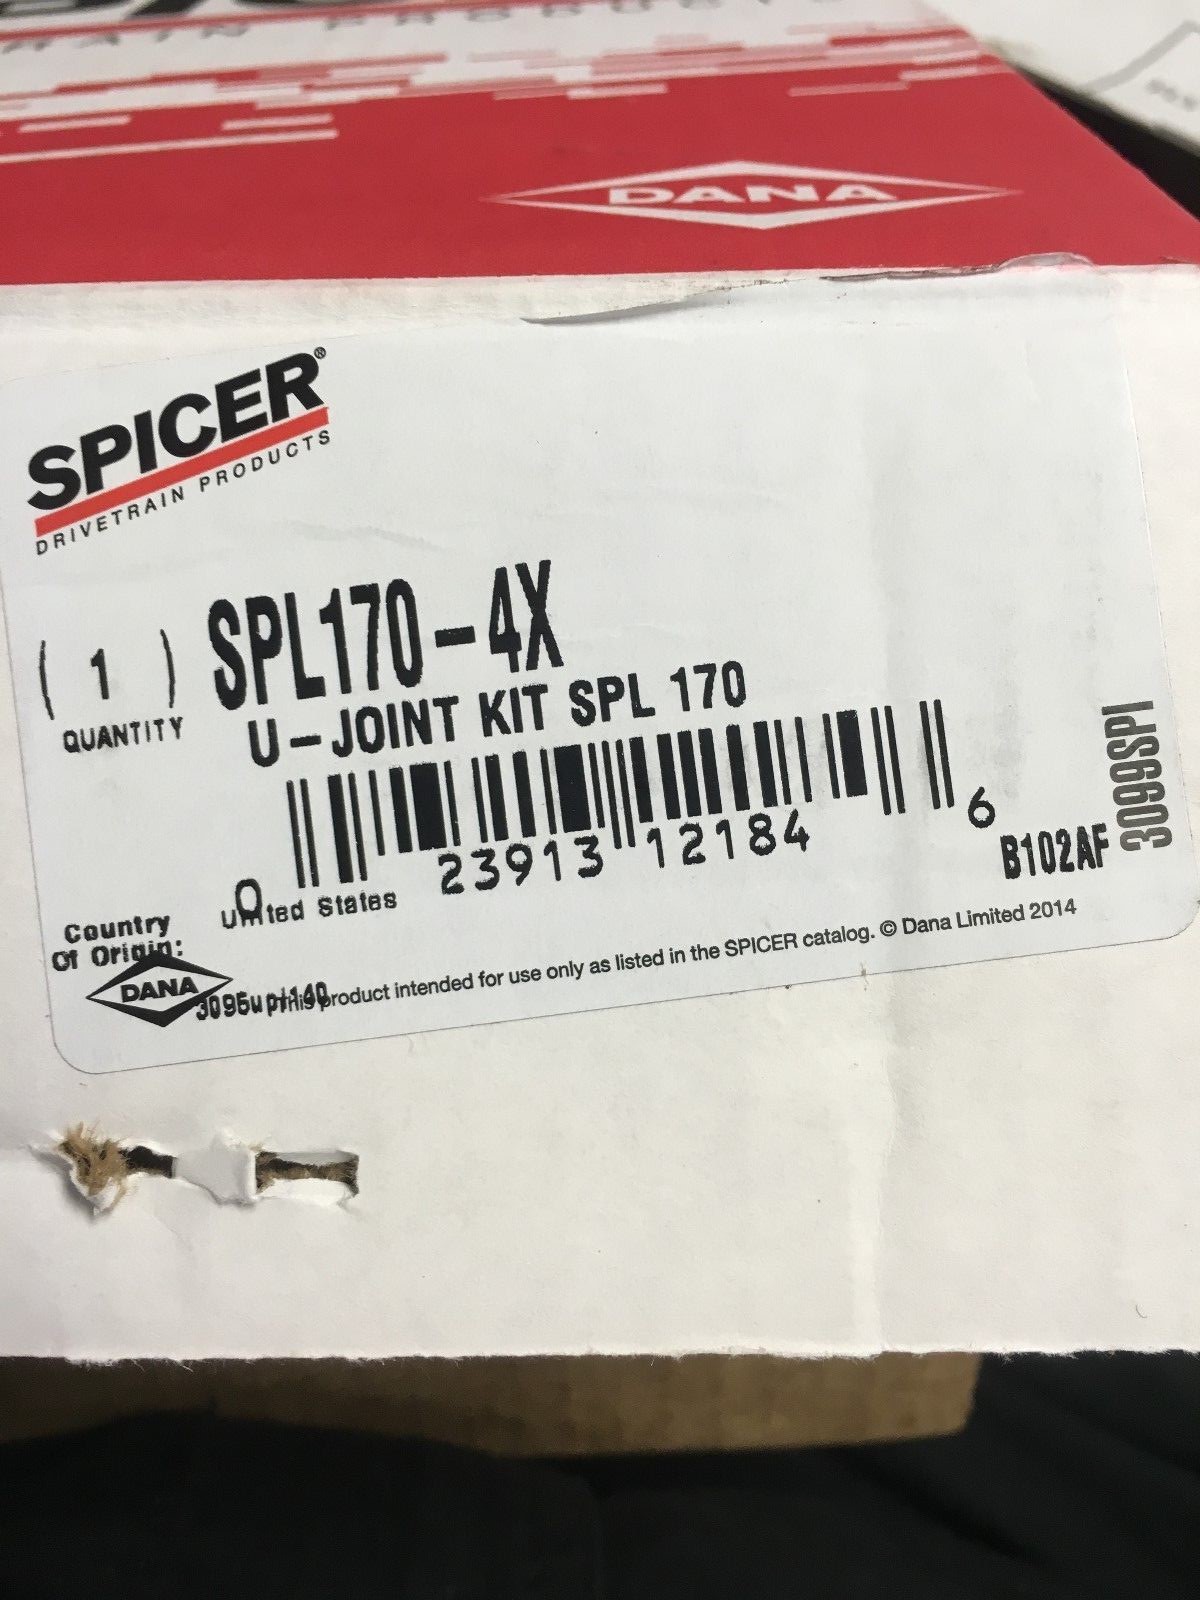 PRODUCTS
DANA
SPICER®
DRIVETRAIN PRODUCTS
( 1 ) SPL170-4X
QUANTITY
U-JOINT KIT SPL 170
0 23913 12184 6
3099SPI
B102AF
Country
Of Origin:
United States
DANA
This product intended for use only as listed in the SPICER catalog. © Dana Limited 2014